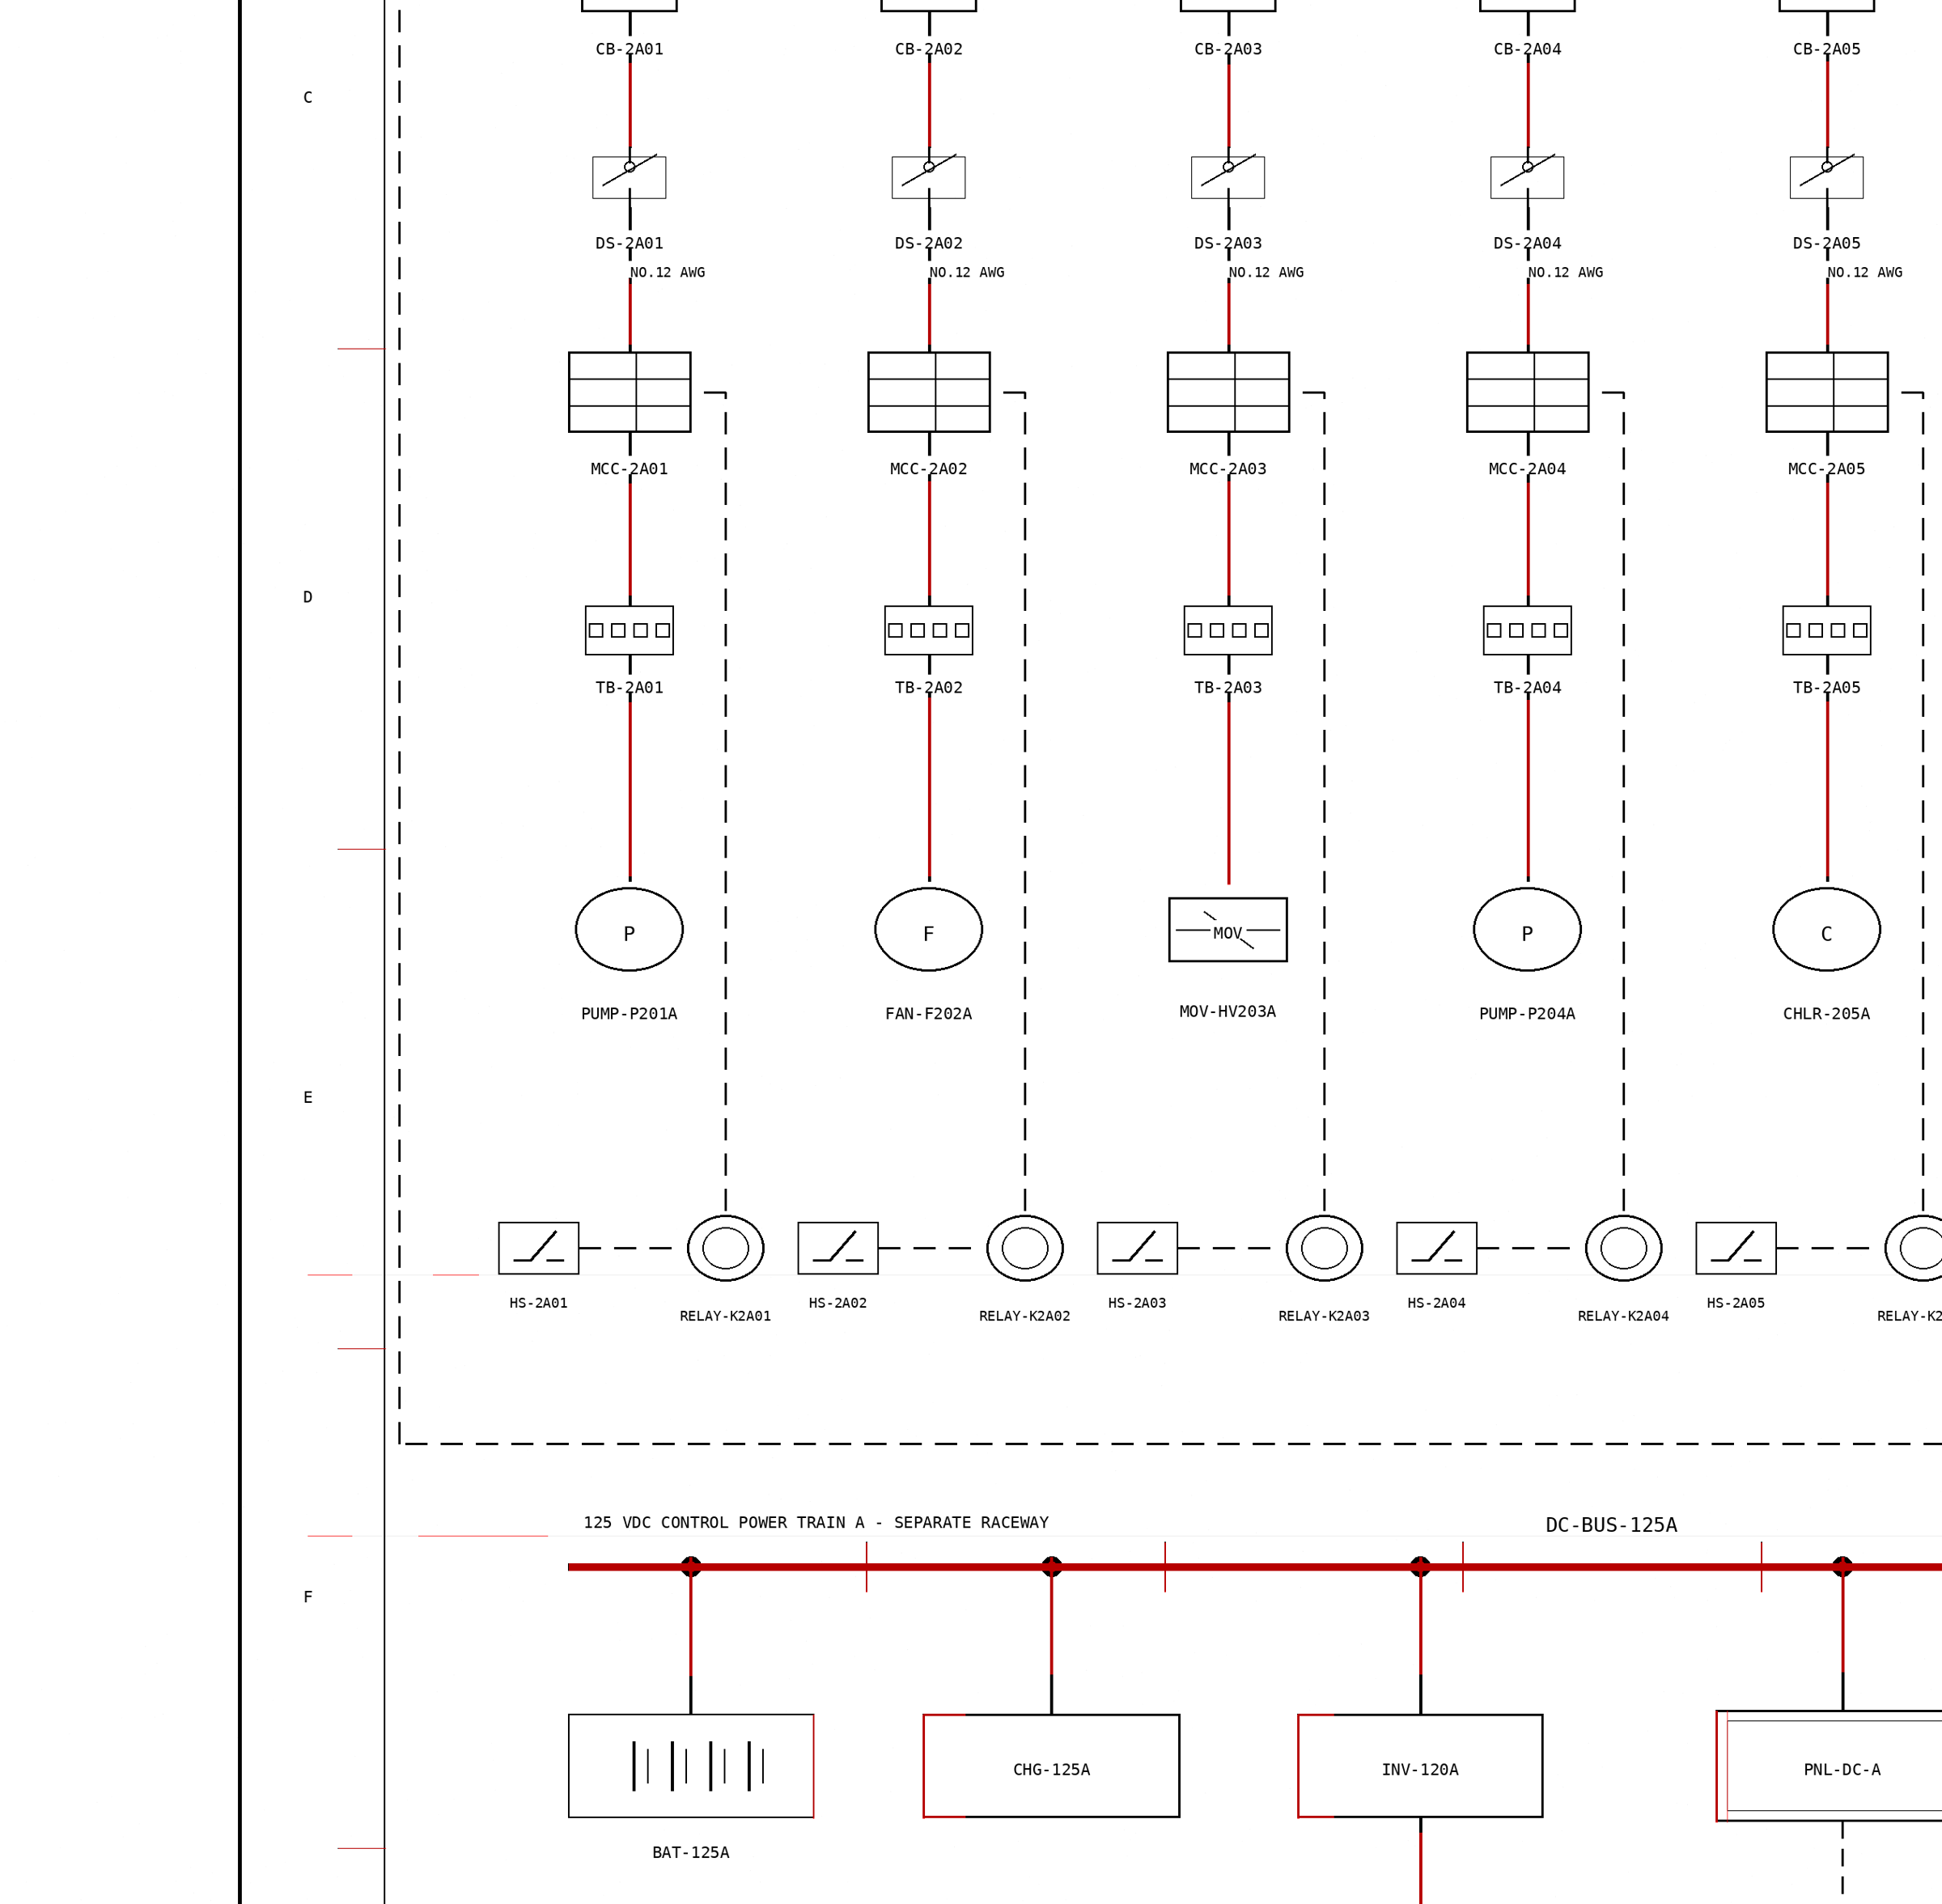 CB-2A01 CB-2A02 CB-2A03 CB-2A04 CB-2A05
C
DS-2A01 DS-2A02 DS-2A03 DS-2A04 DS-2A05
NO.12 AWG NO.12 AWG NO.12 AWG NO.12 AWG NO.12 AWG
MCC-2A01 MCC-2A02 MCC-2A03 MCC-2A04 MCC-2A05
D
TB-2A01 TB-2A02 TB-2A03 TB-2A04 TB-2A05
P F MOV P C
PUMP-P201A FAN-F202A MOV-HV203A PUMP-P204A CHLR-205A
E
HS-2A01 RELAY-K2A01 HS-2A02 RELAY-K2A02 HS-2A03 RELAY-K2A03 HS-2A04 RELAY-K2A04 HS-2A05 RELAY-K2
125 VDC CONTROL POWER TRAIN A - SEPARATE RACEWAY DC-BUS-125A
F
CHG-125A INV-120A PNL-DC-A
BAT-125A